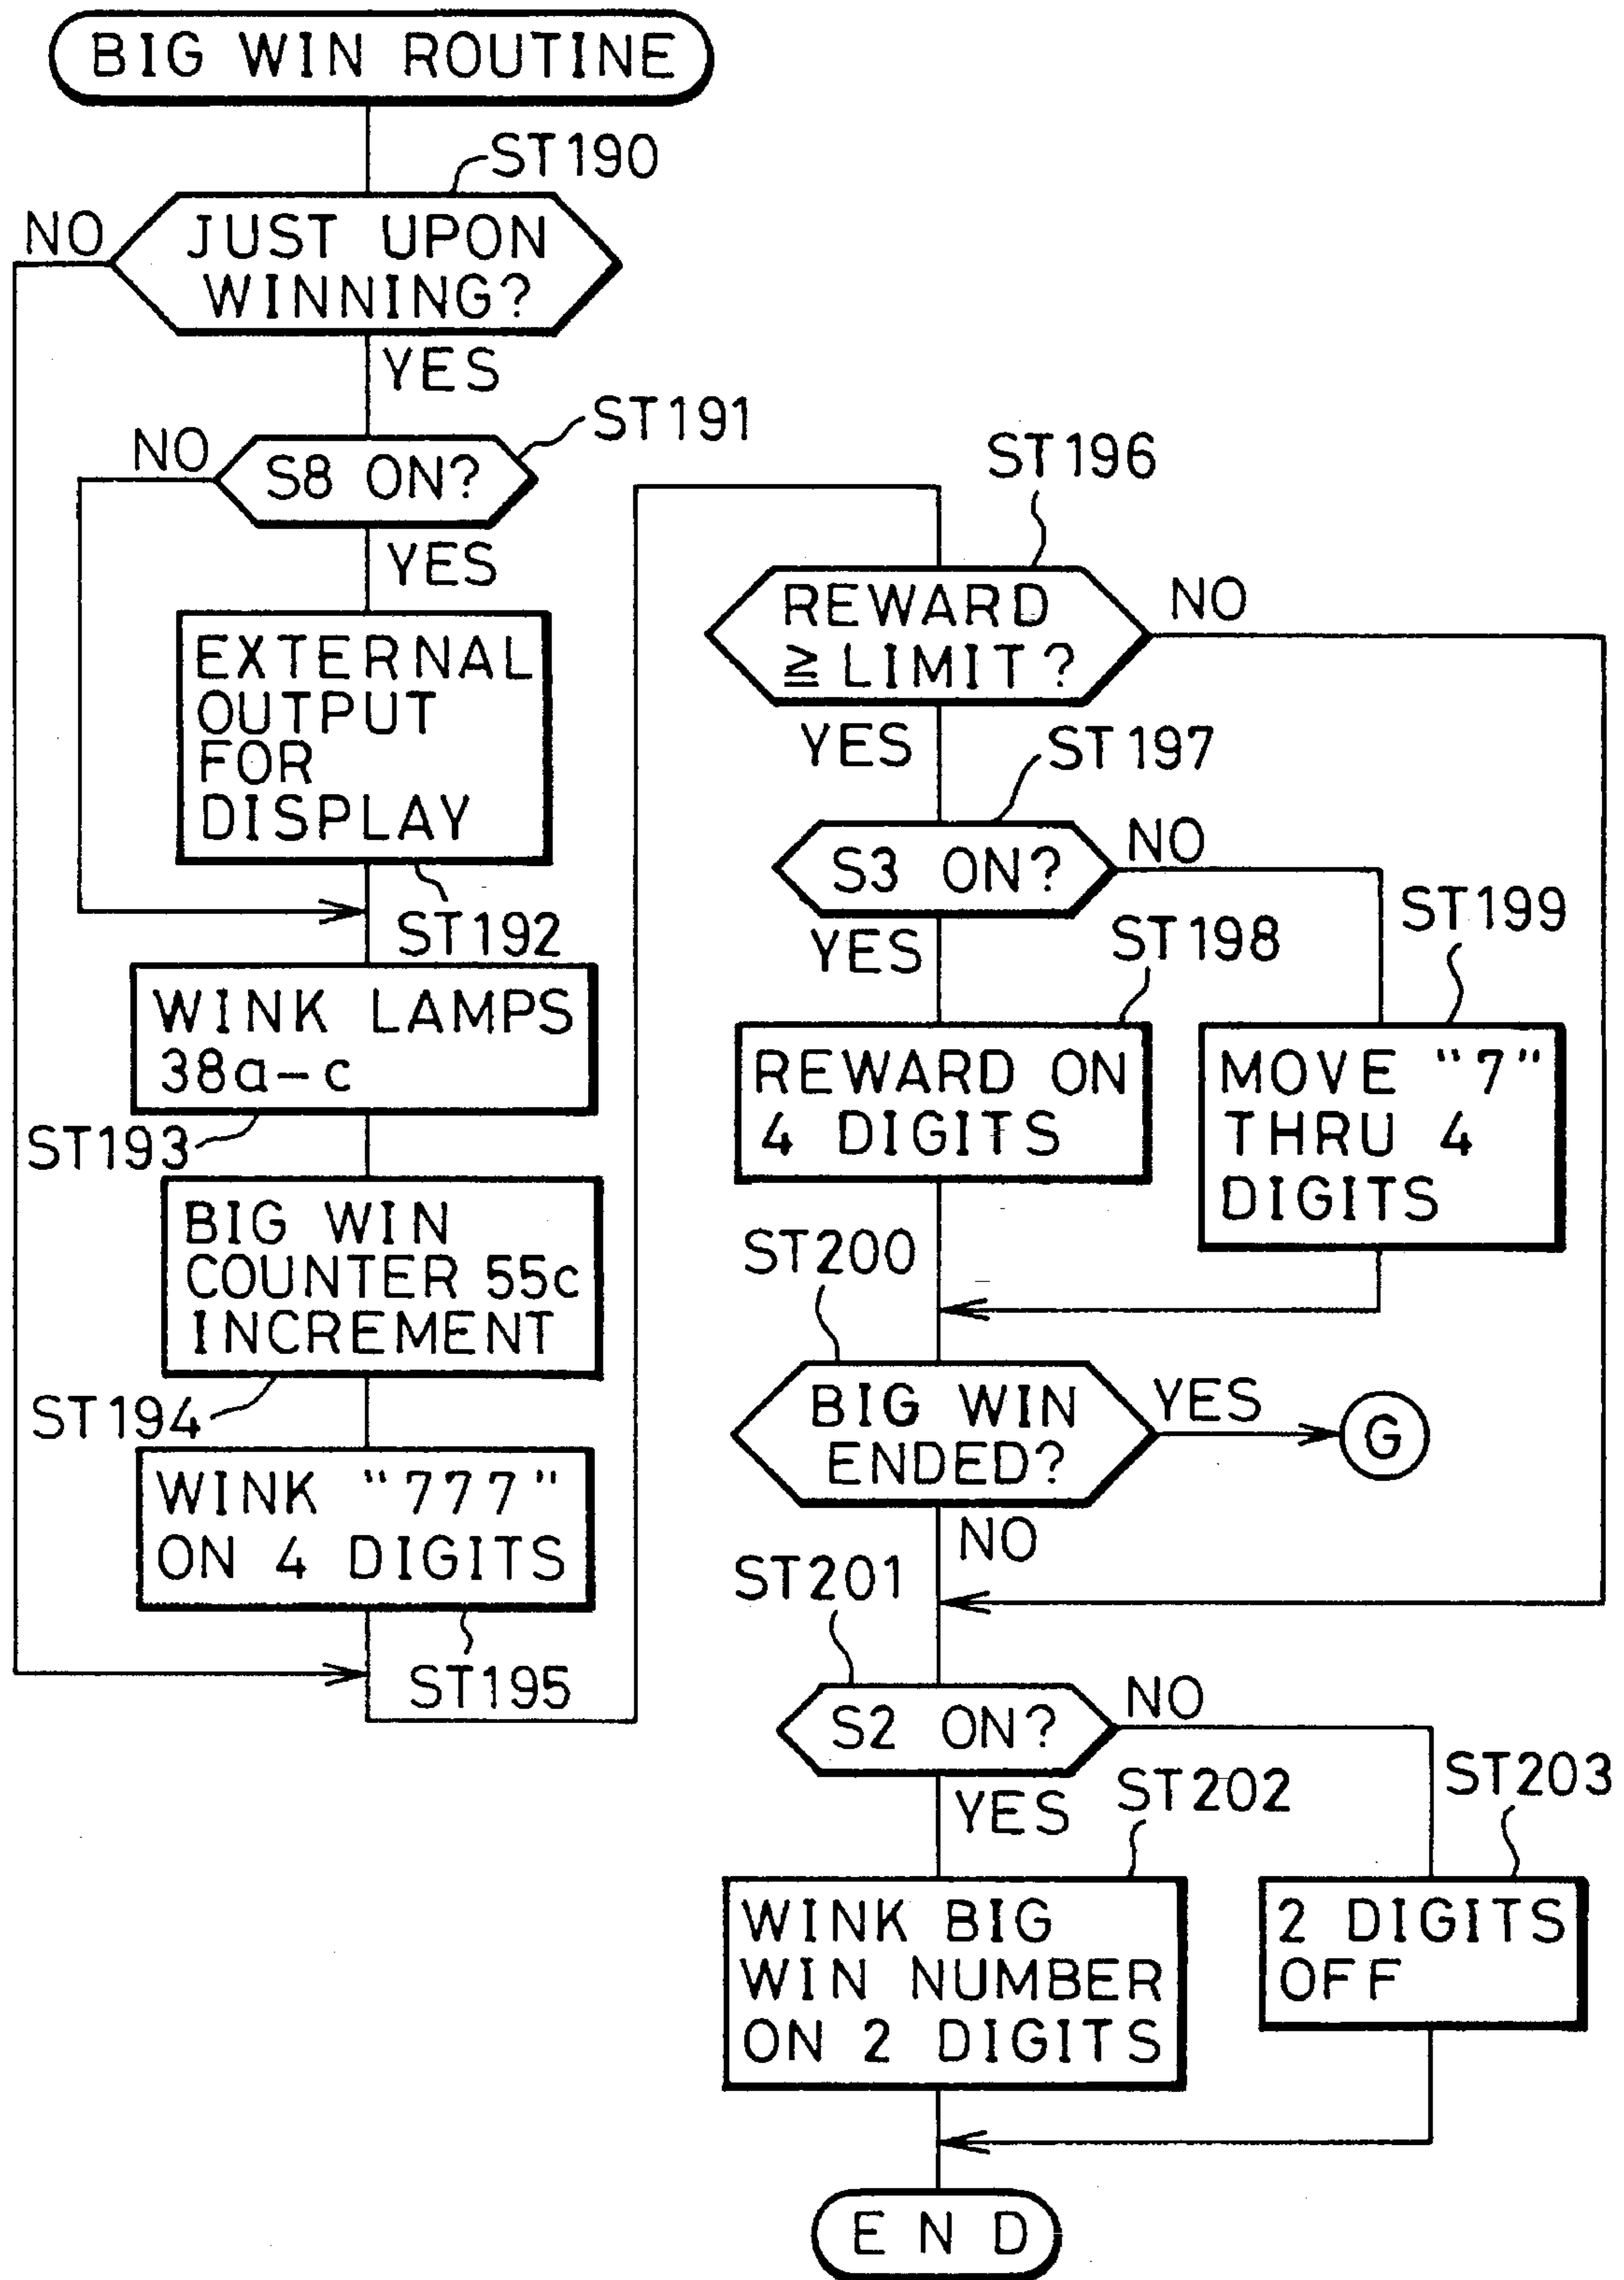 BIG WIN ROUTINE
ST190
NO
JUST UPON
WINNING?
YES
ST191
NO
S8 ON?
YES
EXTERNAL
OUTPUT
FOR
DISPLAY
ST192
WINK LAMPS
38a-c
ST193
BIG WIN
COUNTER 55c
INCREMENT
ST194
WINK "777"
ON 4 DIGITS
ST195
ST196
REWARD
≧LIMIT?
NO
YES
ST197
S3 ON?
NO
YES
ST198
ST199
REWARD ON
4 DIGITS
MOVE "7"
THRU 4
DIGITS
ST200
BIG WIN
ENDED?
YES
G
NO
ST201
S2 ON?
NO
YES
ST202
ST203
WINK BIG
WIN NUMBER
ON 2 DIGITS
2 DIGITS
OFF
END